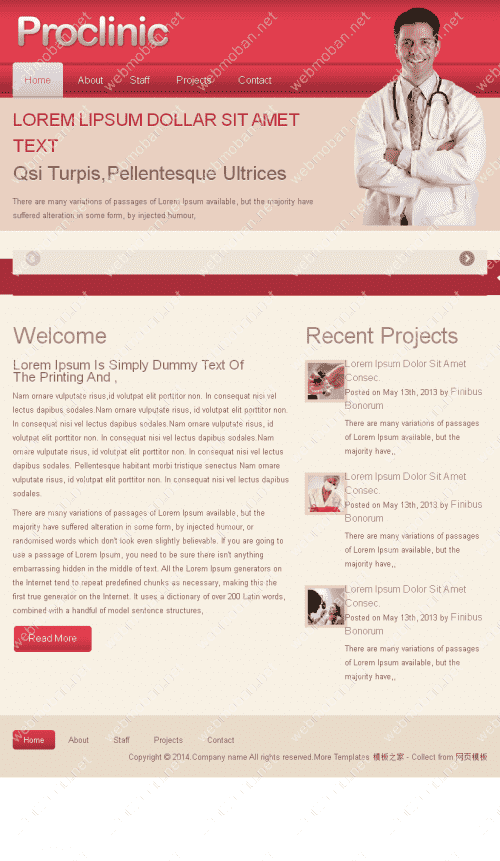 Proclinic
Home About Staff Projects Contact
LOREM LIPSUM DOLLAR SIT AMET
TEXT
Qsi Turpis,Pellentesque Ultrices
There are many variations of passages of Lorem Ipsum available, but the majority have
suffered alteration in some form, by injected humour,
Welcome
Lorem Ipsum Is Simply Dummy Text Of
The Printing And ,
Nam ornare vulputate risus,id volutpat elit porttitor non. In consequat nisi vel
lectus dapibus sodales.Nam ornare vulputate risus, id volutpat elit porttitor non.
In consequat nisi vel lectus dapibus sodales.Nam ornare vulputate risus, id
volutpat elit porttitor non. In consequat nisi vel lectus dapibus sodales.Nam
ornare vulputate risus, id volutpat elit porttitor non. In consequat nisi vel lectus
dapibus sodales. Pellentesque habitant morbi tristique senectus Nam ornare
vulputate risus, id volutpat elit porttitor non. In consequat nisi vel lectus dapibus
sodales.
There are many variations of passages of Lorem Ipsum available, but the
majority have suffered alteration in some form, by injected humour, or
randomised words which don't look even slightly believable. If you are going to
use a passage of Lorem Ipsum, you need to be sure there isn't anything
embarrassing hidden in the middle of text. All the Lorem Ipsum generators on
the Internet tend to repeat predefined chunks as necessary, making this the
first true generator on the Internet. It uses a dictionary of over 200 Latin words,
combined with a handful of model sentence structures,
Read More
Recent Projects
Lorem Ipsum Dolor Sit Amet
Consec.
Posted on May 13th, 2013 by Finibus
Bonorum
There are many variations of passages
of Lorem Ipsum available, but the
majority have,,
Lorem Ipsum Dolor Sit Amet
Consec.
Posted on May 13th, 2013 by Finibus
Bonorum
There are many variations of passages
of Lorem Ipsum available, but the
majority have,,
Lorem Ipsum Dolor Sit Amet
Consec.
Posted on May 13th, 2013 by Finibus
Bonorum
There are many variations of passages
of Lorem Ipsum available, but the
majority have,,
Home About Staff Projects Contact
Copyright © 2014.Company name All rights reserved.More Templates 模板之家 - Collect from 网页模板
webmoban.net